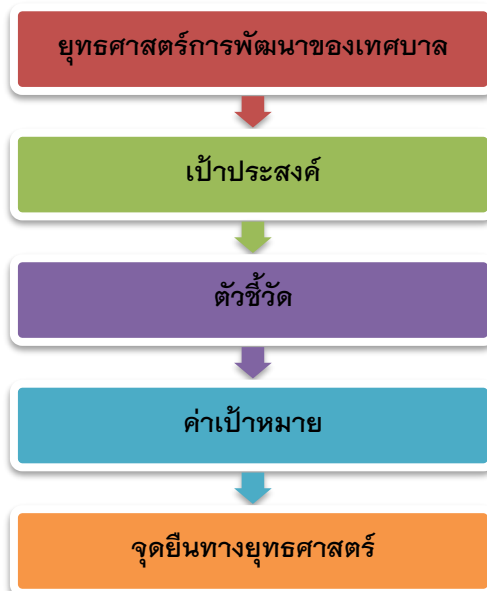 ยุทธศาสตร์การพัฒนาของเทศบาล
เป้าประสงค์
ตัวชี้วัด
ค่าเป้าหมาย
จุดยืนทางยุทธศาสตร์